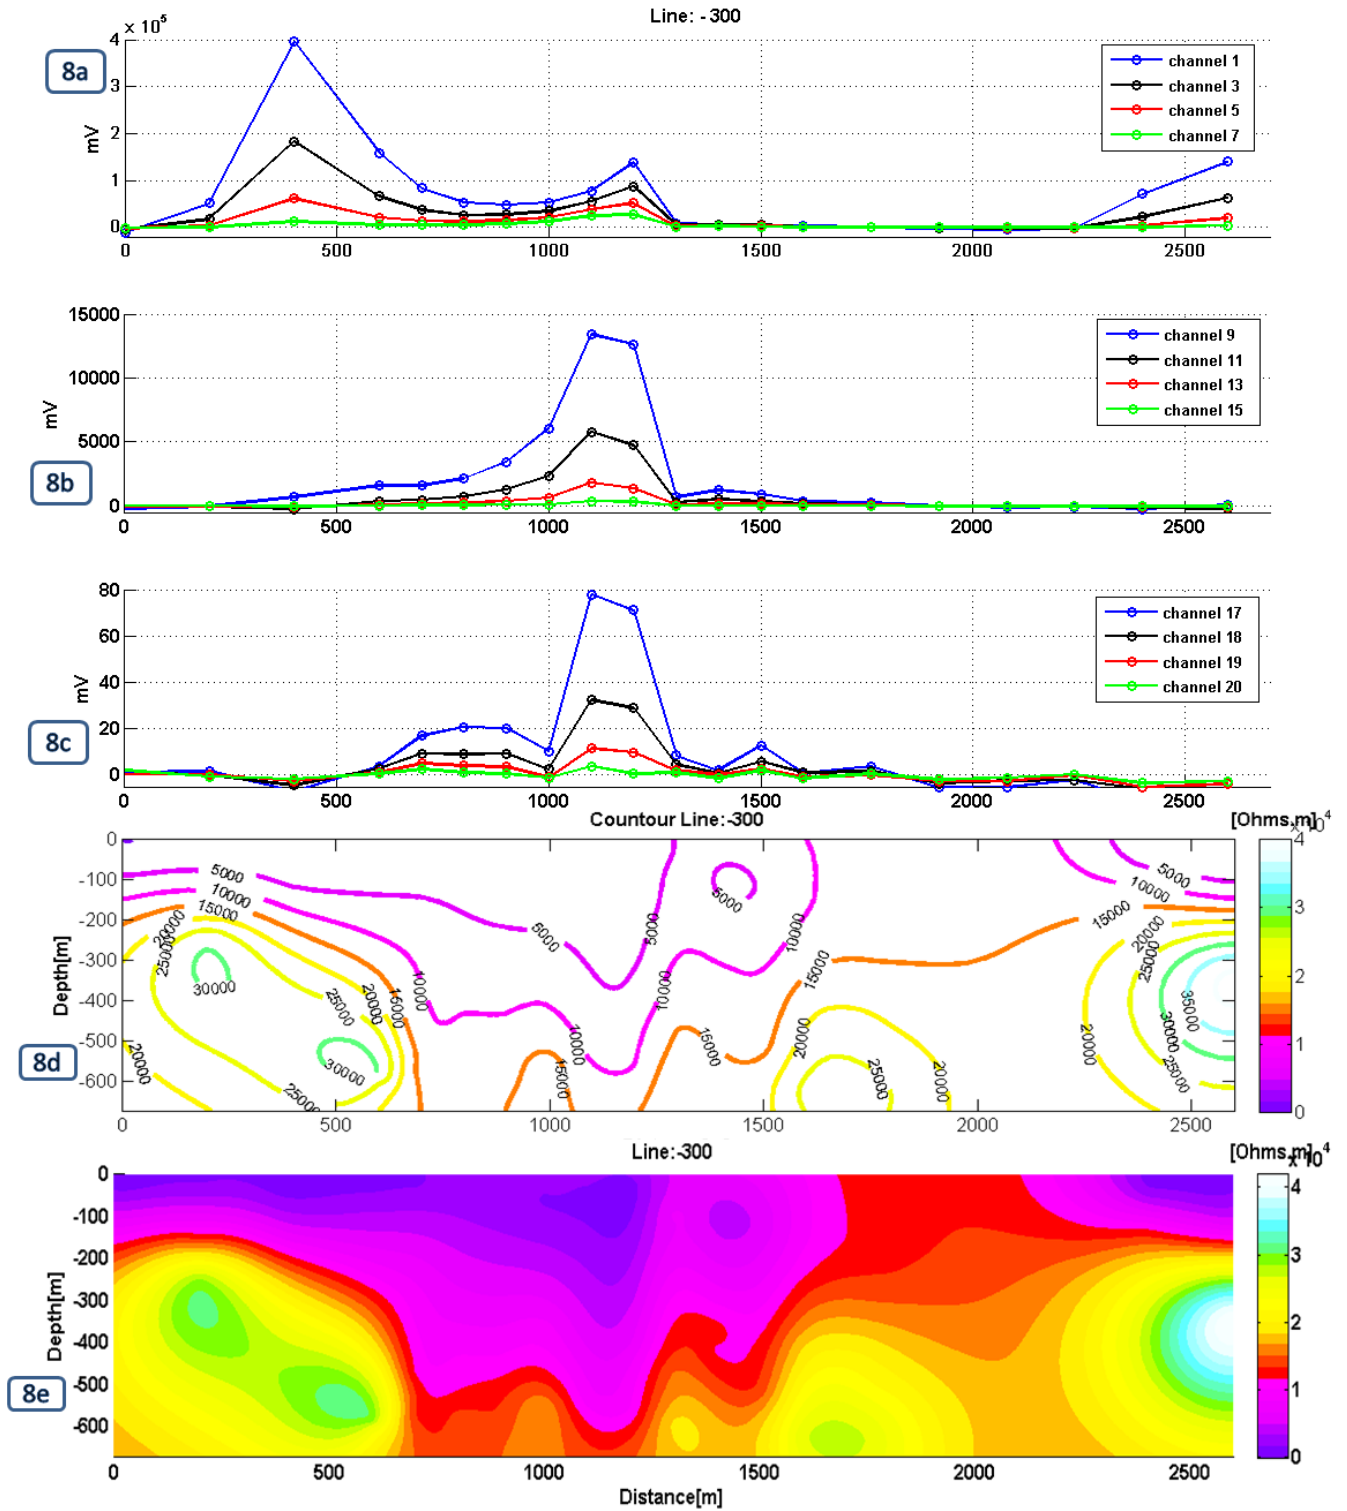 Line: - 300
x 10⁵
8a
4
3
2
1
0
mV
channel 1
channel 3
channel 5
channel 7
0 500 1000 1500 2000 2500
15000
10000
5000
0
mV
8b
channel 9
channel 11
channel 13
channel 15
0 500 1000 1500 2000 2500
80
60
40
20
0
mV
8c
channel 17
channel 18
channel 19
channel 20
0 500 1000 1500 2000 2500
Countour Line:-300
[Ohms.m]
x 10⁴
0
-100
-200
-300
-400
-500
-600
Depth[m]
8d
5000 10000 15000 20000 25000 30000
25000 20000 15000 10000
30000 20000 25000
5000 5000 5000 10000 10000 10000
15000 15000 15000
20000 25000 20000
15000 10000 5000
20000 25000 35000 30000 20000 25000
4
3
2
1
0
0 500 1000 1500 2000 2500
Line:-300
[Ohms.m]
x 10⁴
0
-100
-200
-300
-400
-500
-600
Depth[m]
8e
4
3
2
1
0
0 500 1000 1500 2000 2500
Distance[m]